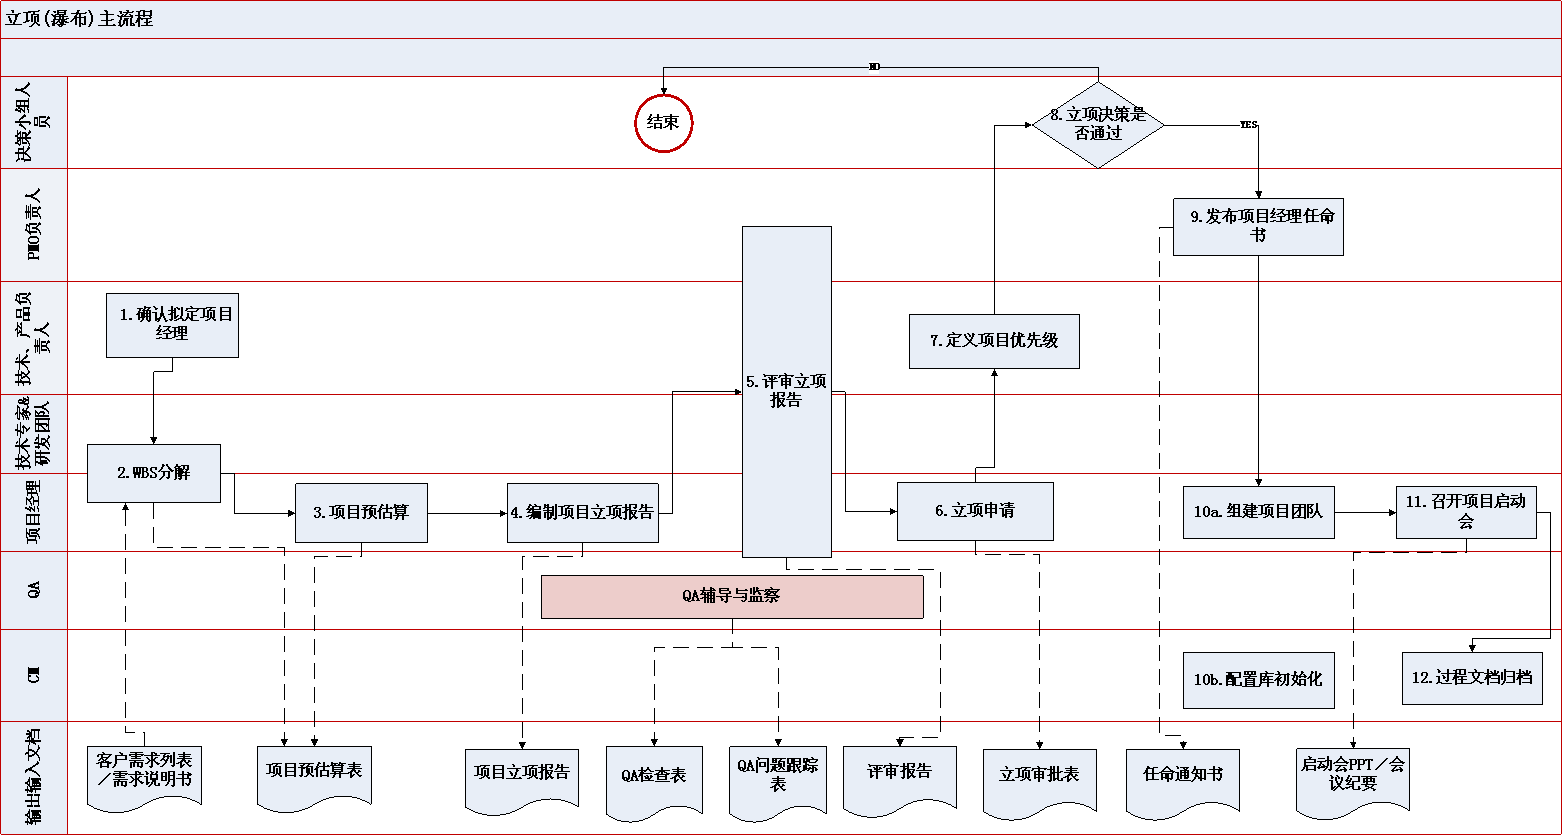 立项(瀑布)主流程
NO
决策小组人
员
结束
8.立项决策是
否通过
YES
PMO负责人
9.发布项目经理任命
书
技术、产品负
责人
1.确认拟定项目
经理
7.定义项目优先级
5.评审立项
报告
技术专家&
研发团队
2.WBS分解
项目经理
3.项目预估算
4.编制项目立项报告
6.立项申请
10a.组建项目团队
11.召开项目启动
会
QA
QA辅导与监察
CM
10b.配置库初始化
12.过程文档归档
输出输入文档
客户需求列表
／需求说明书
项目预估算表
项目立项报告
QA检查表
QA问题跟踪
表
评审报告
立项审批表
任命通知书
启动会PPT／会
议纪要